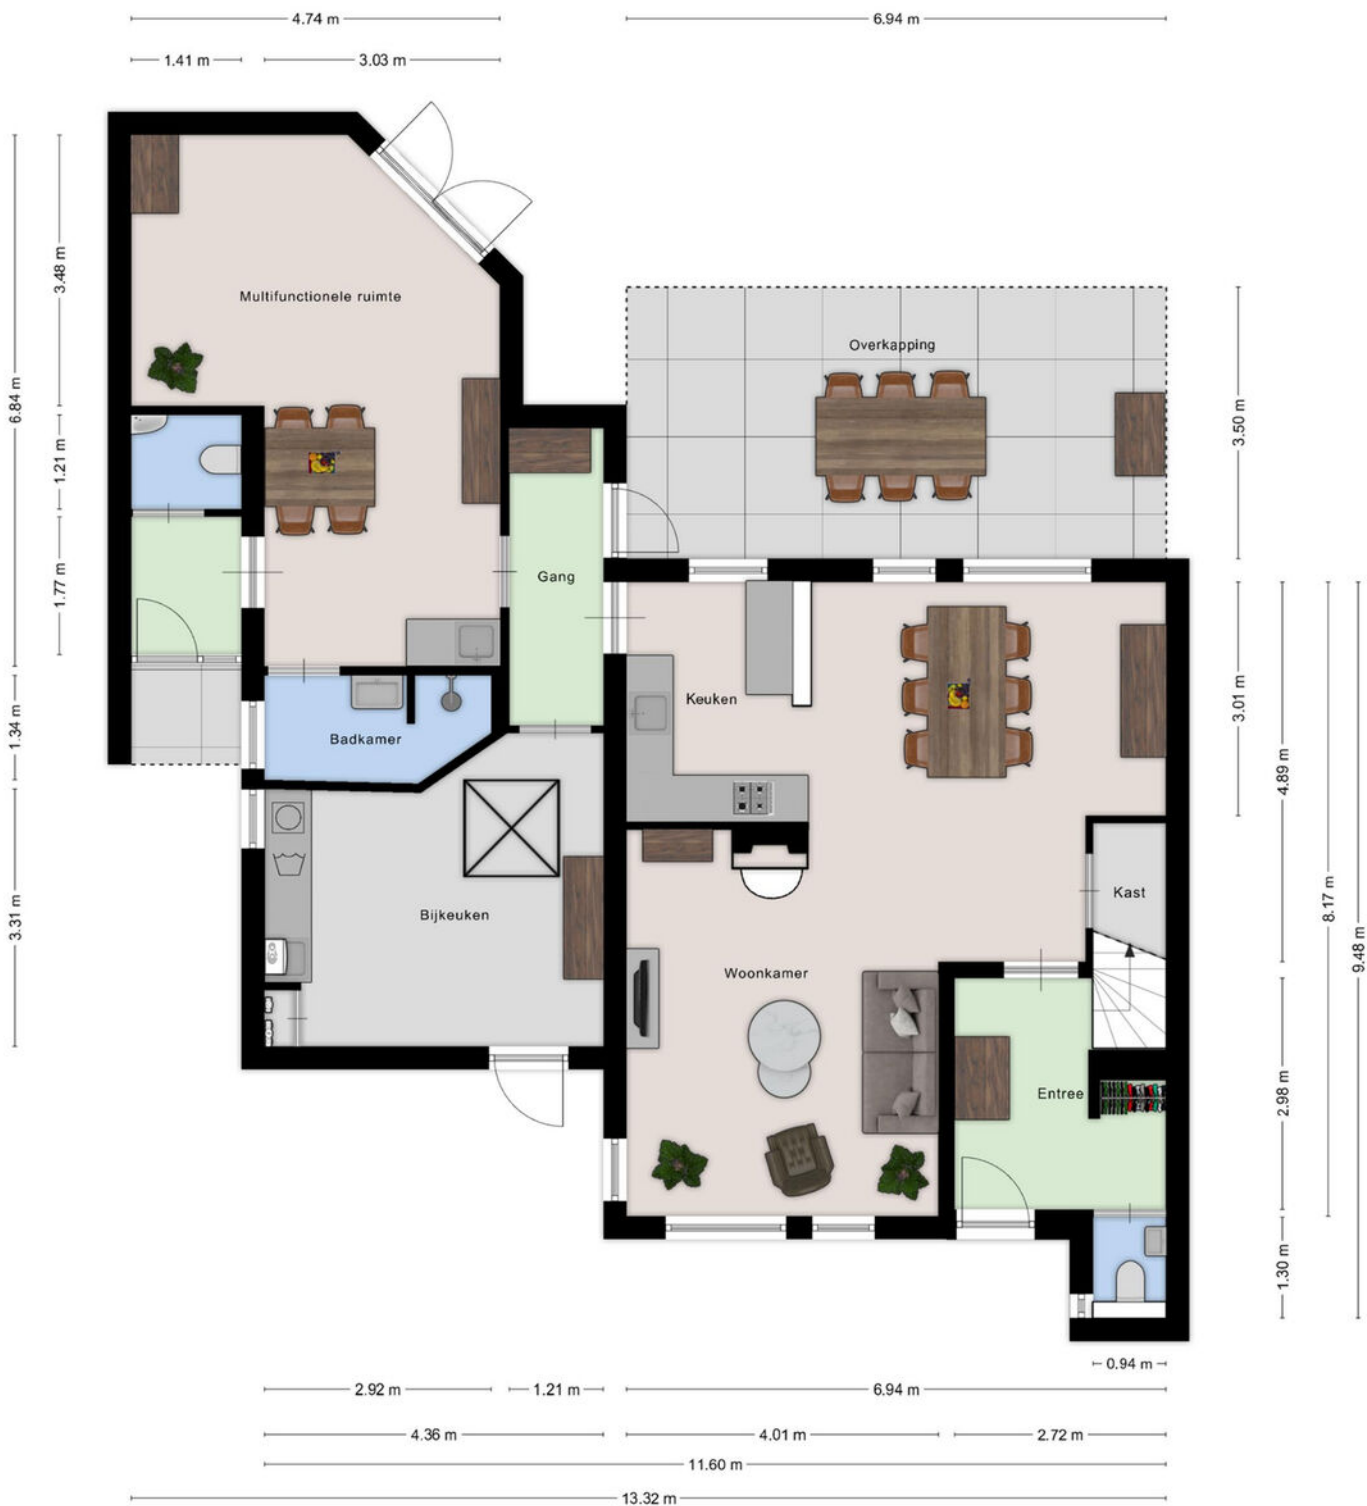 4.74 m
6.94 m
1.41 m
3.03 m
6.84 m
3.48 m
1.21 m
1.77 m
1.34 m
3.31 m
Multifunctionele ruimte
Overkapping
Gang
Keuken
Badkamer
Bijkeuken
Kast
Woonkamer
Entree
3.50 m
3.01 m
4.89 m
8.17 m
9.48 m
2.98 m
1.30 m
0.94 m
2.92 m
1.21 m
6.94 m
4.36 m
4.01 m
2.72 m
11.60 m
13.32 m